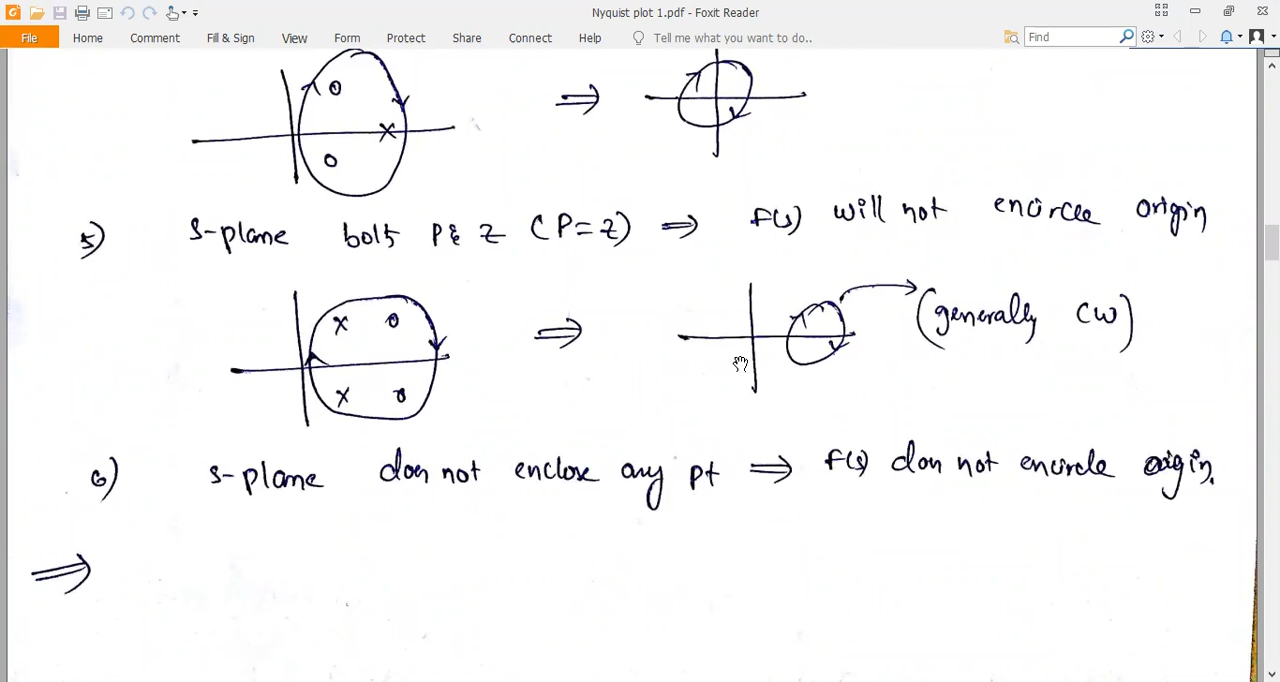 Nyquist plot 1.pdf - Foxit Reader
File Home Comment Fill & Sign View Form Protect Share Connect Help Tell me what you want to do.. Find
5) S-plane both P & Z (P=Z) ⇒ F(s) will not encircle origin
(generally CW)
6) s-plane does not enclose any pt ⇒ F(s) does not encircle origin.
⇒